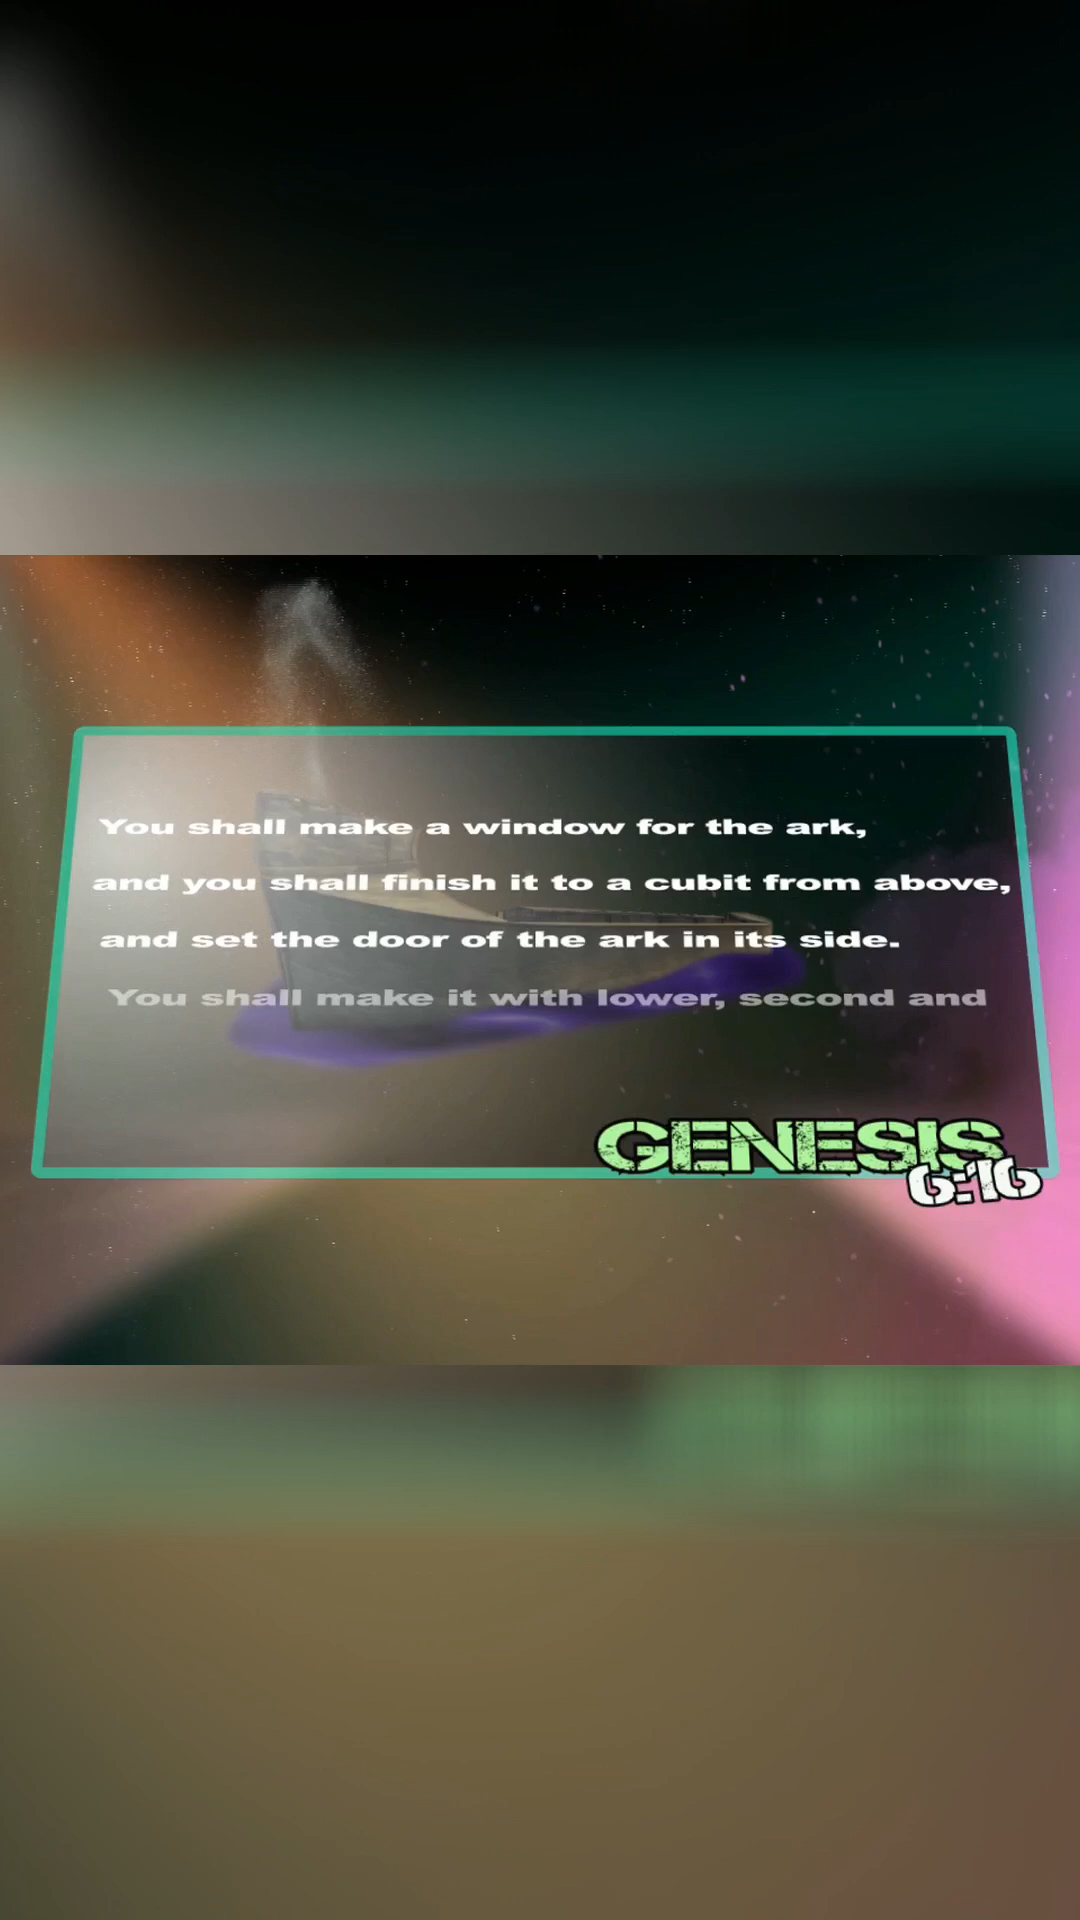 You shall make a window for the ark,
and you shall finish it to a cubit from above,
and set the door of the ark in its side.
You shall make it with lower, second and
GENESIS
6:16